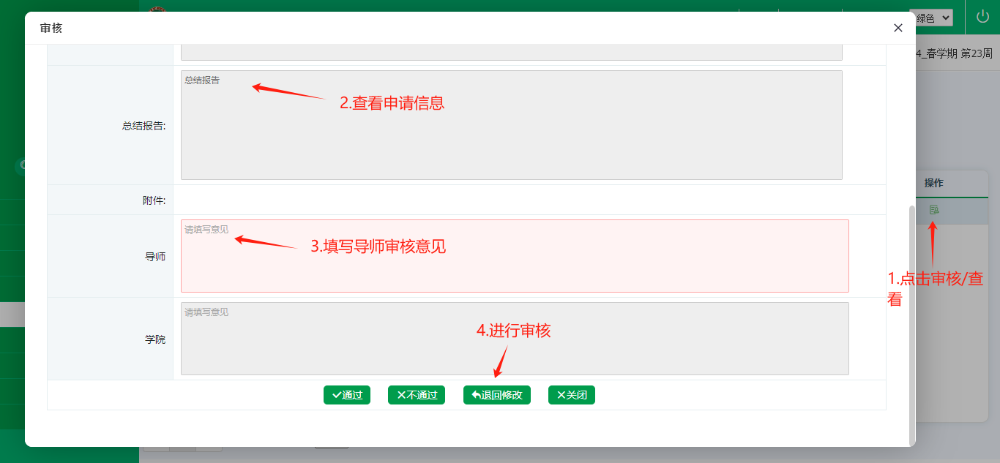 绿色
审核
4_春学期 第23周
总结报告
2.查看申请信息
总结报告:
操作
附件:
请填写意见
3.填写导师审核意见
导师
1.点击审核/查
看
请填写意见
4.进行审核
学院
通过
不通过
退回修改
关闭